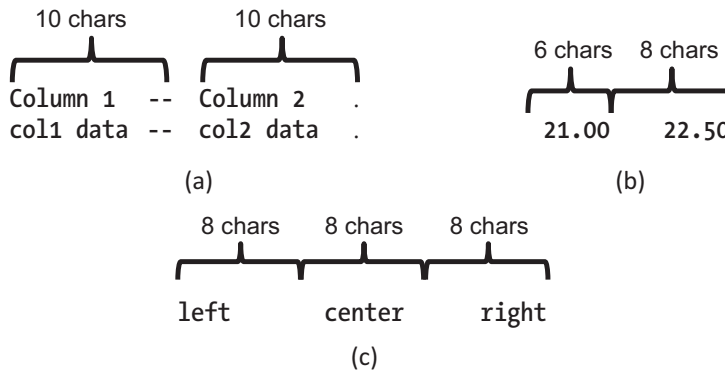 10 chars 10 chars
Column 1 -- Column 2 .
col1 data -- col2 data .
(a)
6 chars 8 chars
21.00 22.50
(b)
8 chars 8 chars 8 chars
left center right
(c)